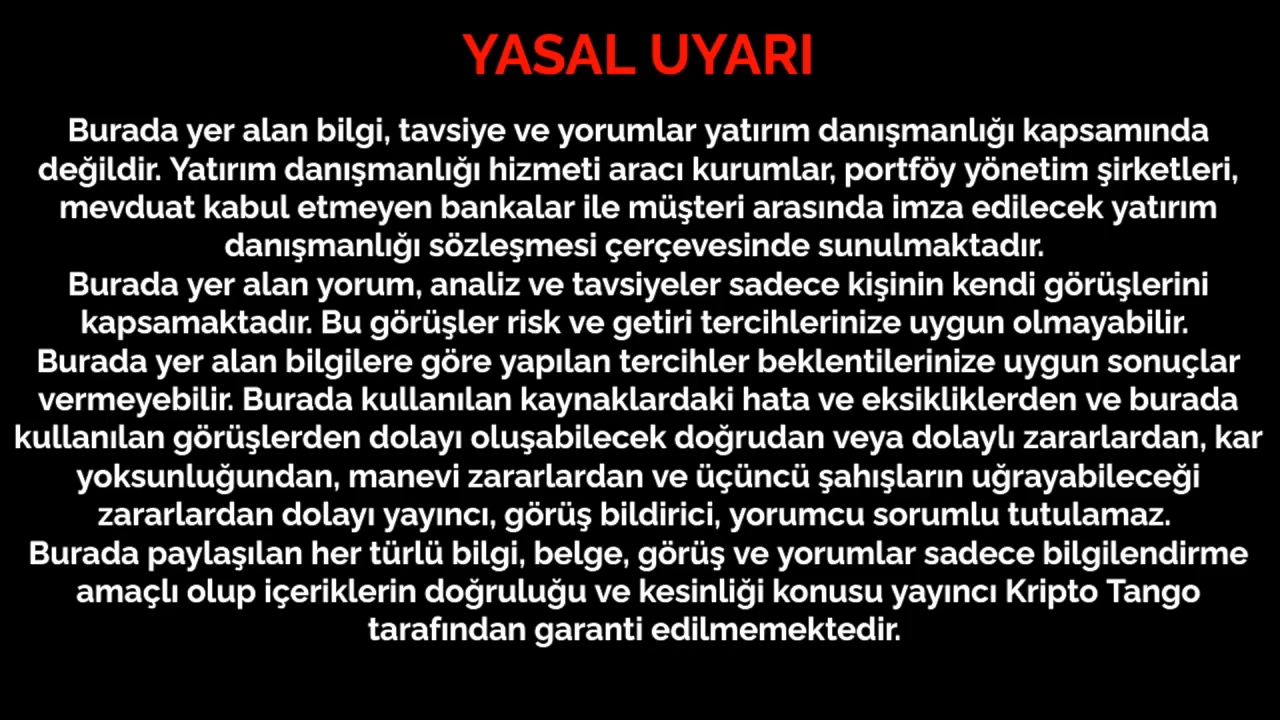 YASAL UYARI
Burada yer alan bilgi, tavsiye ve yorumlar yatırım danışmanlığı kapsamında
değildir. Yatırım danışmanlığı hizmeti aracı kurumlar, portföy yönetim şirketleri,
mevduat kabul etmeyen bankalar ile müşteri arasında imza edilecek yatırım
danışmanlığı sözleşmesi çerçevesinde sunulmaktadır.
Burada yer alan yorum, analiz ve tavsiyeler sadece kişinin kendi görüşlerini
kapsamaktadır. Bu görüşler risk ve getiri tercihlerinize uygun olmayabilir.
Burada yer alan bilgilere göre yapılan tercihler beklentilerinize uygun sonuçlar
vermeyebilir. Burada kullanılan kaynaklardaki hata ve eksikliklerden ve burada
kullanılan görüşlerden dolayı oluşabilecek doğrudan veya dolaylı zararlardan, kar
yoksunluğundan, manevi zararlardan ve üçüncü şahışların uğrayabileceği
zararlardan dolayı yayıncı, görüş bildirici, yorumcu sorumlu tutulamaz.
Burada paylaşılan her türlü bilgi, belge, görüş ve yorumlar sadece bilgilendirme
amaçlı olup içeriklerin doğruluğu ve kesinliği konusu yayıncı Kripto Tango
tarafından garanti edilmemektedir.